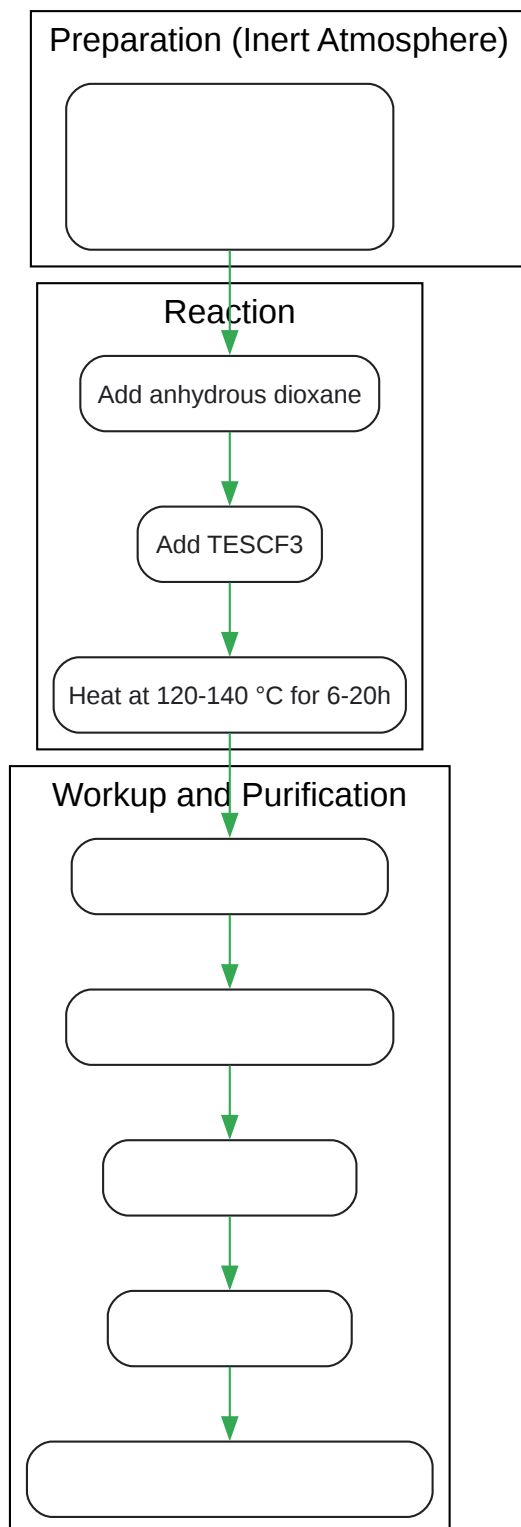 Preparation (Inert Atmosphere)
Reaction
Add anhydrous dioxane
Add TESCF3
Heat at 120-140 °C for 6-20h
Workup and Purification